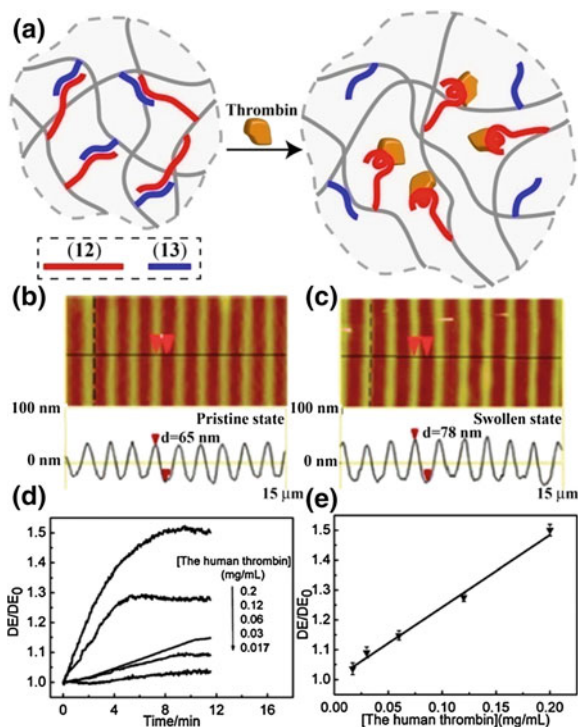 (a)
Thrombin
(12) (13)
(b)
(c)
100 nm
Pristine state
d=65 nm
0 nm
15 μm
100 nm
Swollen state
d=78 nm
0 nm
15 μm
(d)
DE/DE0
1.5
1.4
1.3
1.2
1.1
1.0
[The human thrombin]
(mg/mL)
0.2
0.12
0.06
0.03
0.017
0 4 8 12 16
Time/min
(e)
DE/DE0
1.5
1.4
1.3
1.2
1.1
1.0
0.00 0.05 0.10 0.15 0.20
[The human thrombin](mg/mL)